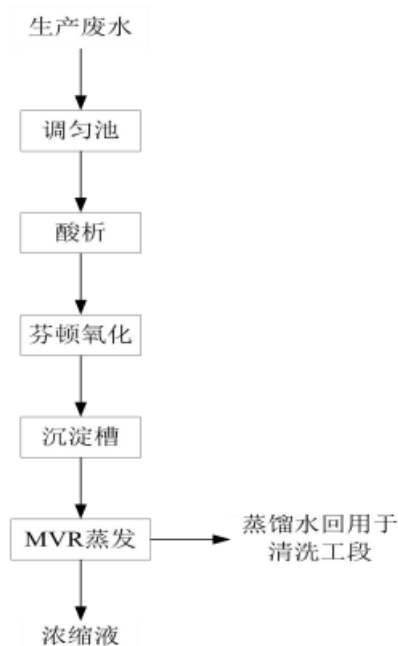 生产废水
调匀池
酸析
芬顿氧化
沉淀槽
MVR蒸发
蒸馏水回用于
清洗工段
浓缩液